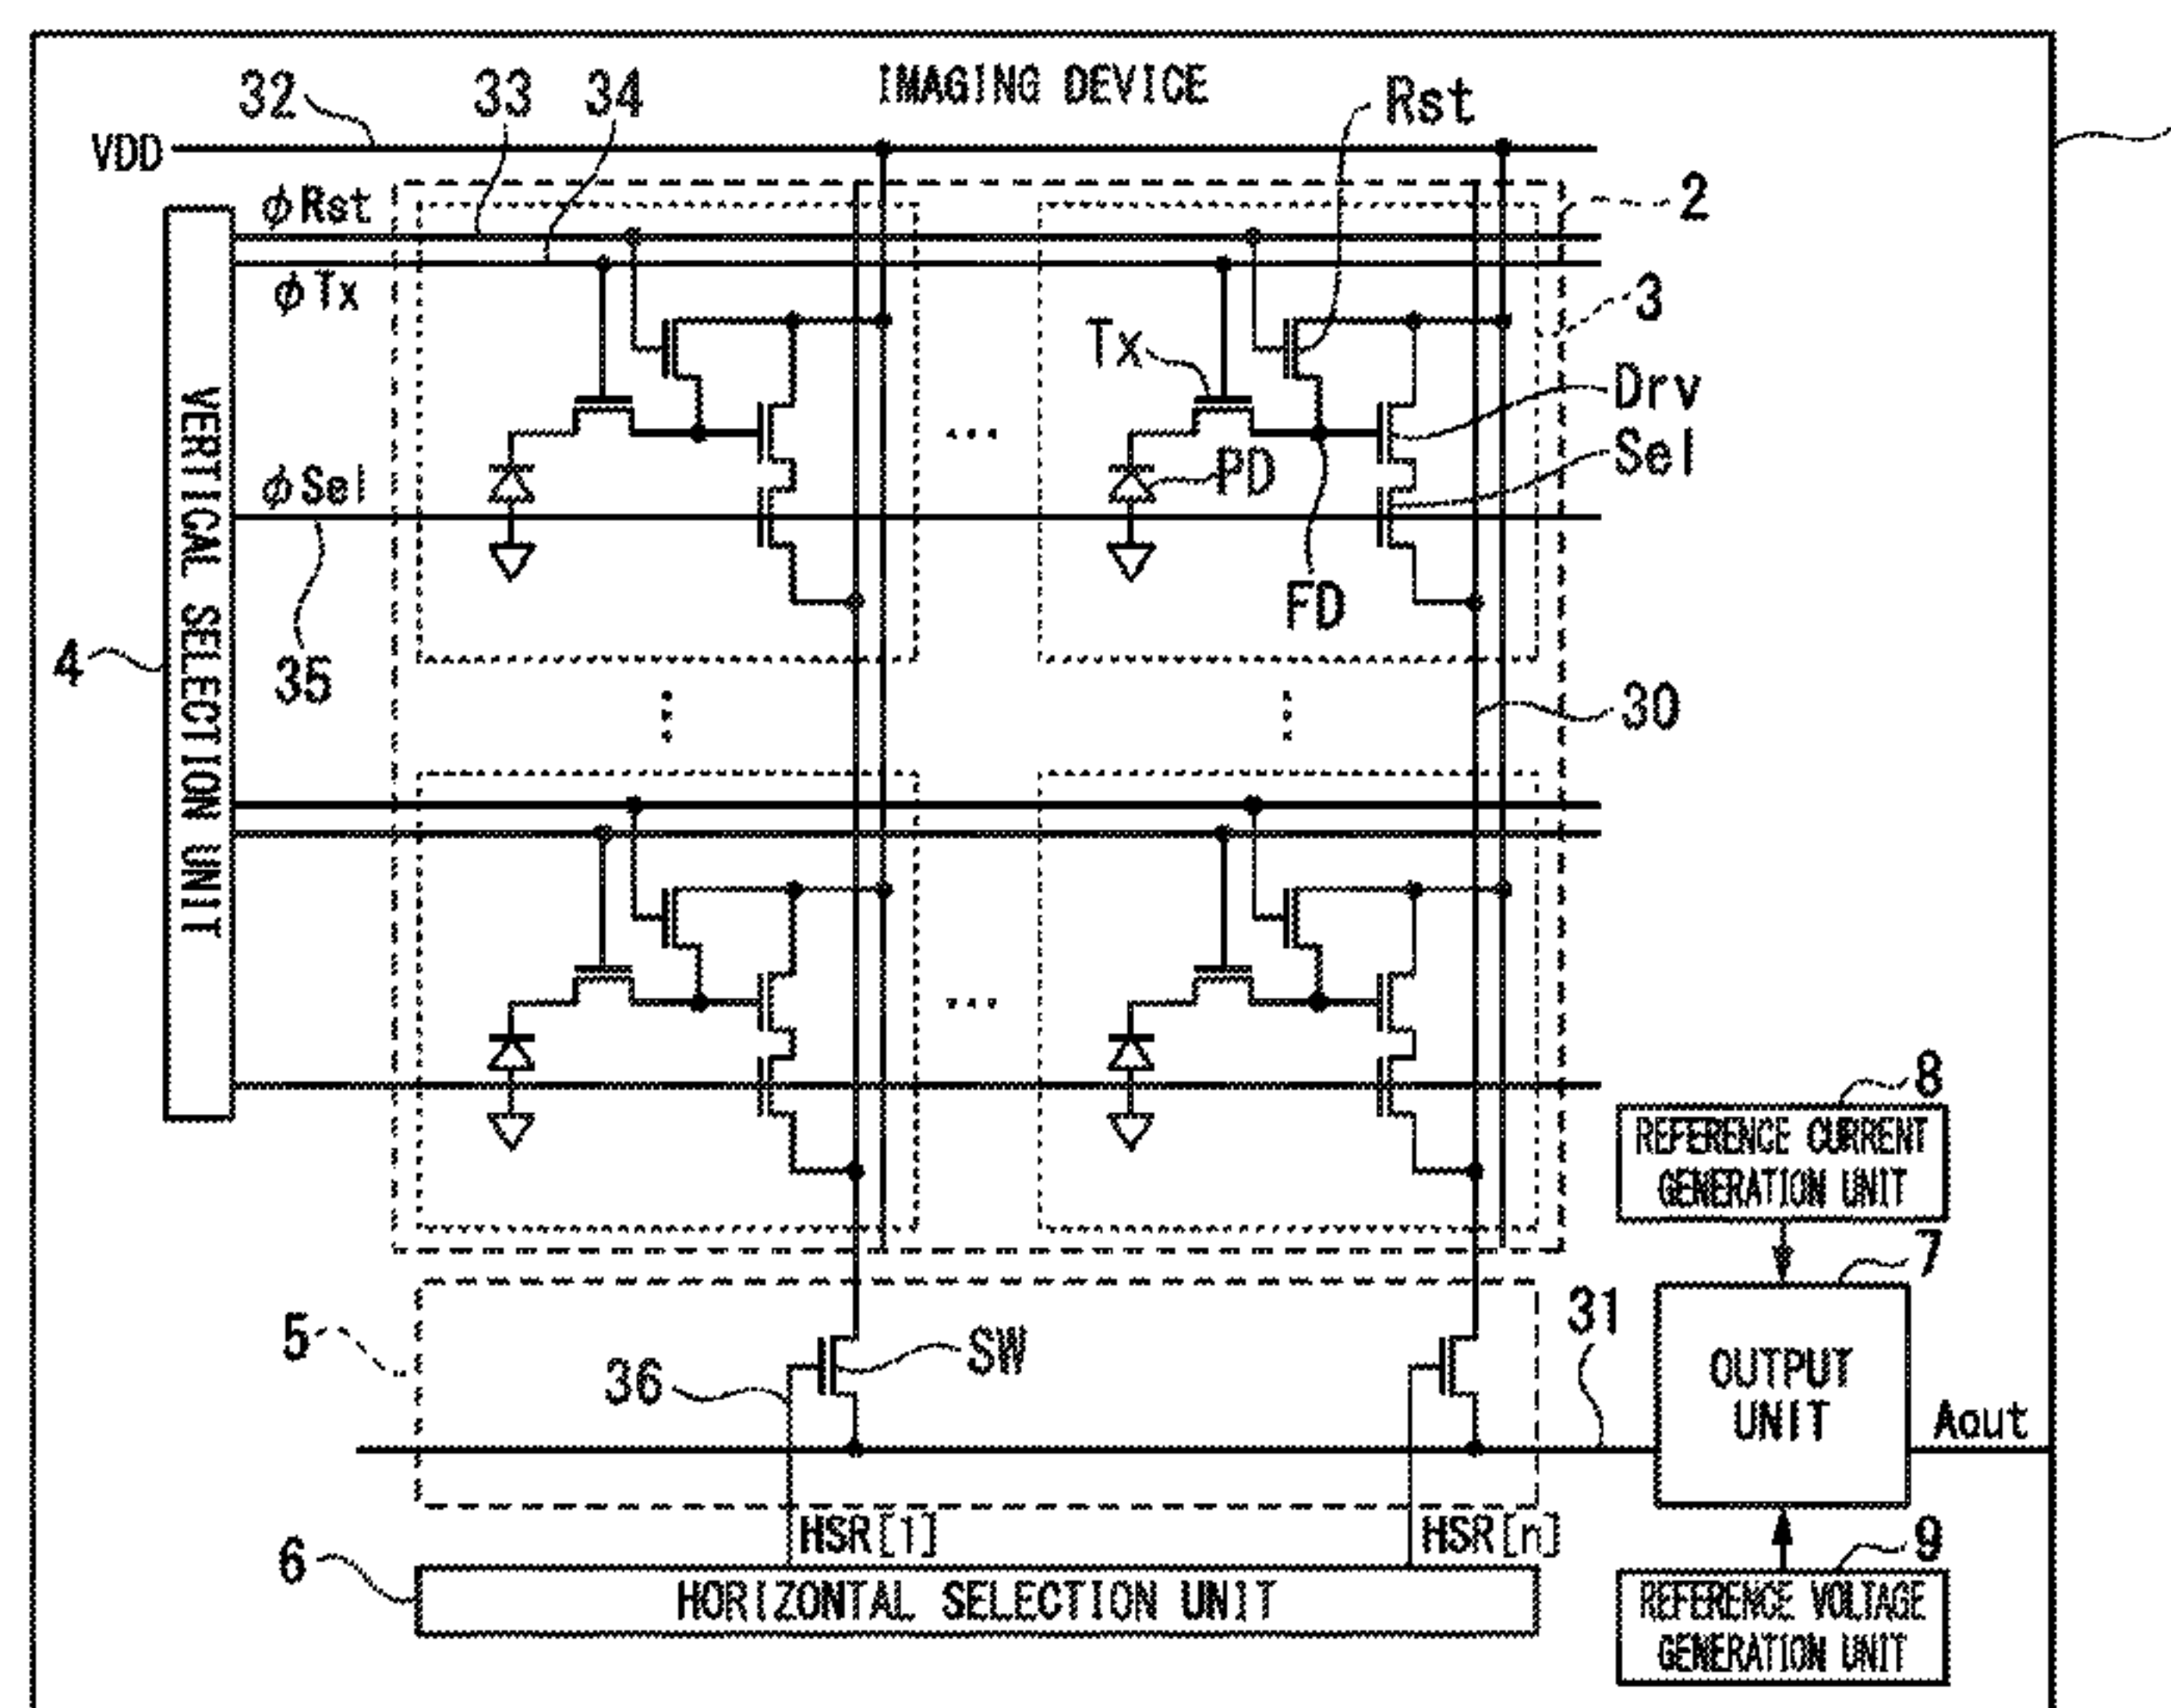 IMAGING DEVICE
32
33
34
Rst
VDD
φRst
2
φTx
3
Tx
Drv
PD
Sel
φSel
FD
VERTICAL SELECTION UNIT
4
35
30
8
REFERENCE CURRENT
GENERATION UNIT
7
5
36
SW
31
OUTPUT
UNIT
Aout
HSR[1]
HSR[n]
6
HORIZONTAL SELECTION UNIT
9
REFERENCE VOLTAGE
GENERATION UNIT